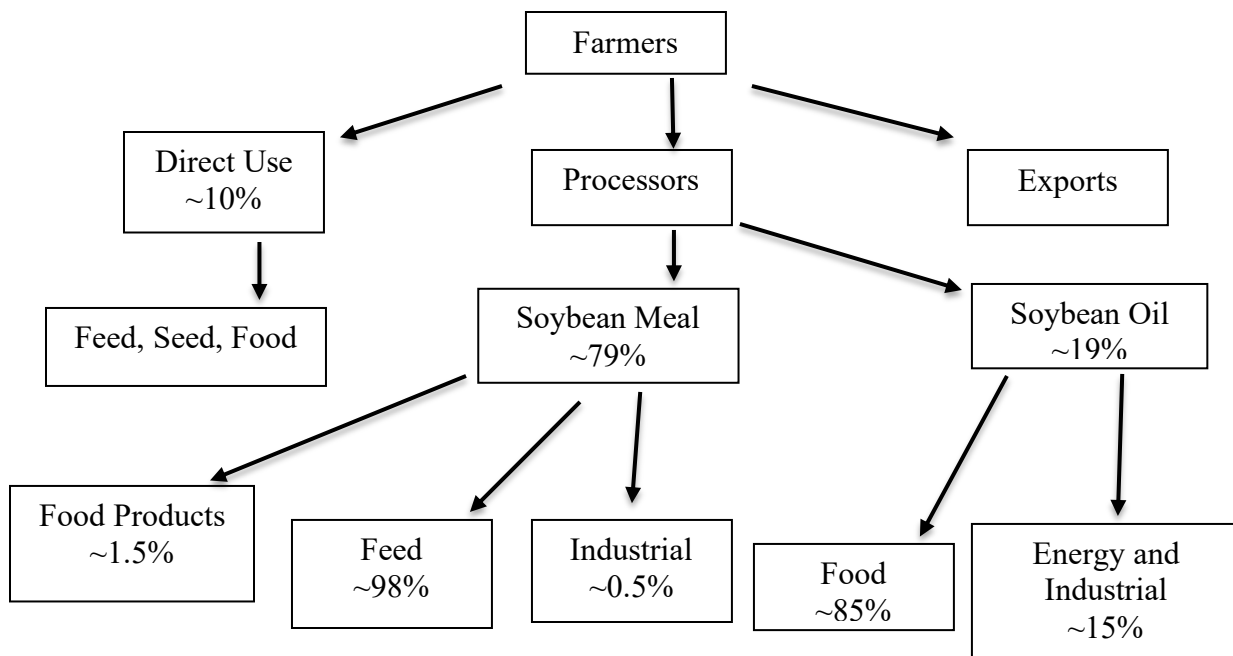 Farmers
Direct Use
~10%
Processors
Exports
Feed, Seed, Food
Soybean Meal
~79%
Soybean Oil
~19%
Food Products
~1.5%
Feed
~98%
Industrial
~0.5%
Food
~85%
Energy and
Industrial
~15%